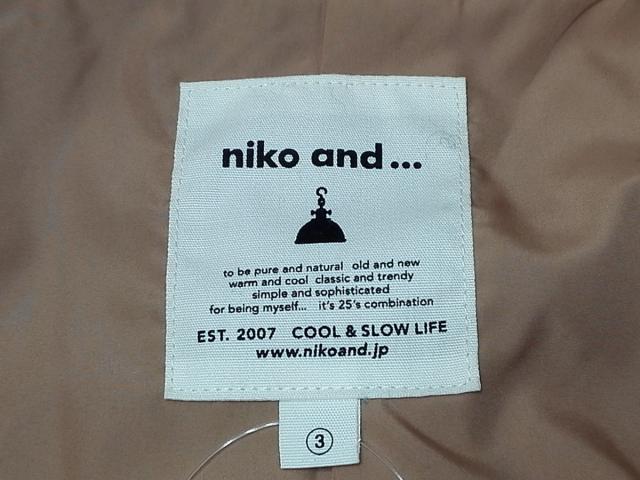 niko and...
to be pure and natural old and new
warm and cool classic and trendy
simple and sophisticated
for being myself... it's 25's combination
EST. 2007 COOL & SLOW LIFE
www.nikoand.jp
3